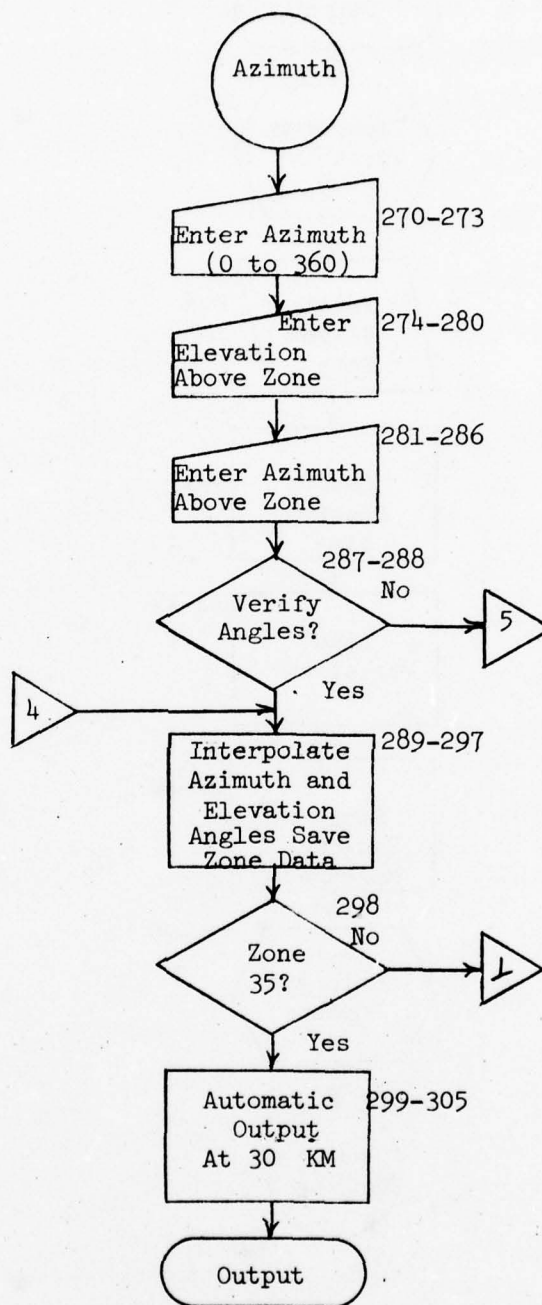 Azimuth
270-273
Enter Azimuth
(0 to 360)
Enter
274-280
Elevation
Above Zone
281-286
Enter Azimuth
Above Zone
287-288
No
Verify
Angles?
5
Yes
4
289-297
Interpolate
Azimuth and
Elevation
Angles Save
Zone Data
298
No
Zone
35?
1
Yes
Automatic
299-305
Output
At 30 KM
Output